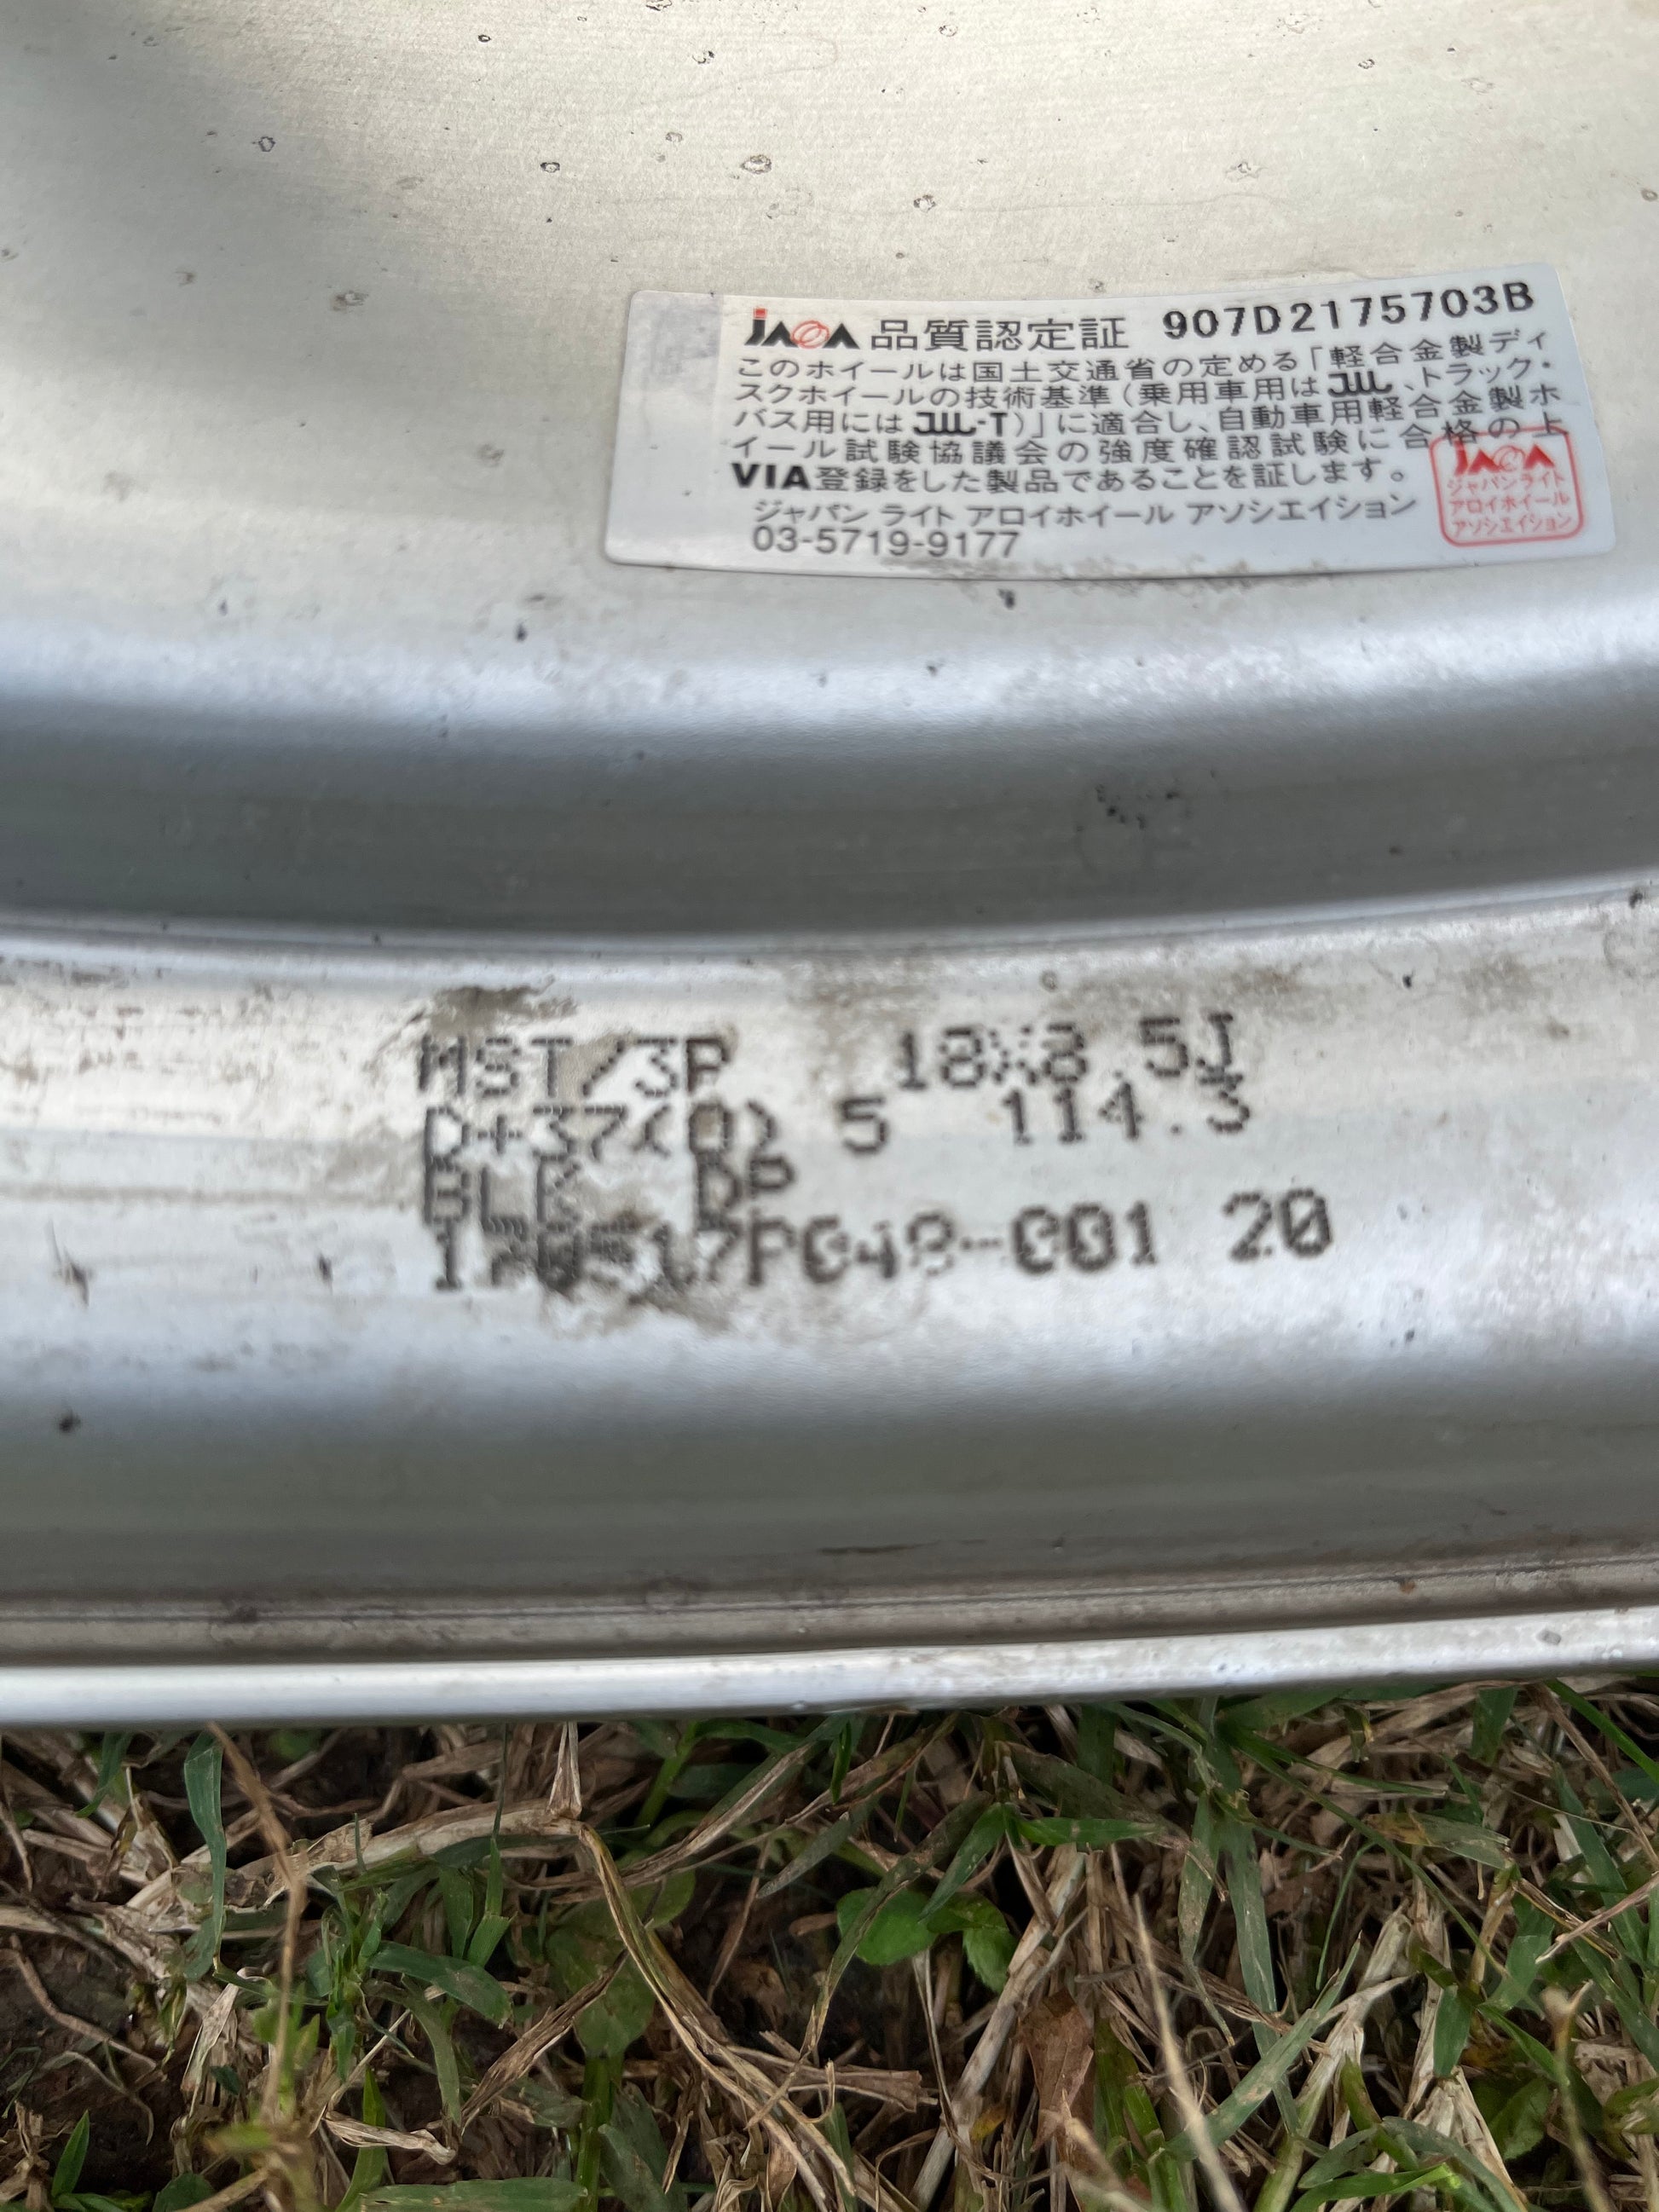 JAWA 品質認定証 907D2175703B
このホイールは国土交通省の定める「軽合金製ディ
スクホイールの技術基準(乗用車用はJWL、トラック・
バス用にはJWL-T)」に適合し、自動車用軽合金製ホ
イール試験協議会の強度確認試験に合格の上
VIA登録をした製品であることを証します。
ジャパン ライト アロイホイール アソシエイション
03-5719-9177
JAWA
ジャパンライト
アロイホイール
アソシエイション
MST/3P 18X8.5J
D+37(0) 5 114.3
BLK DP
20